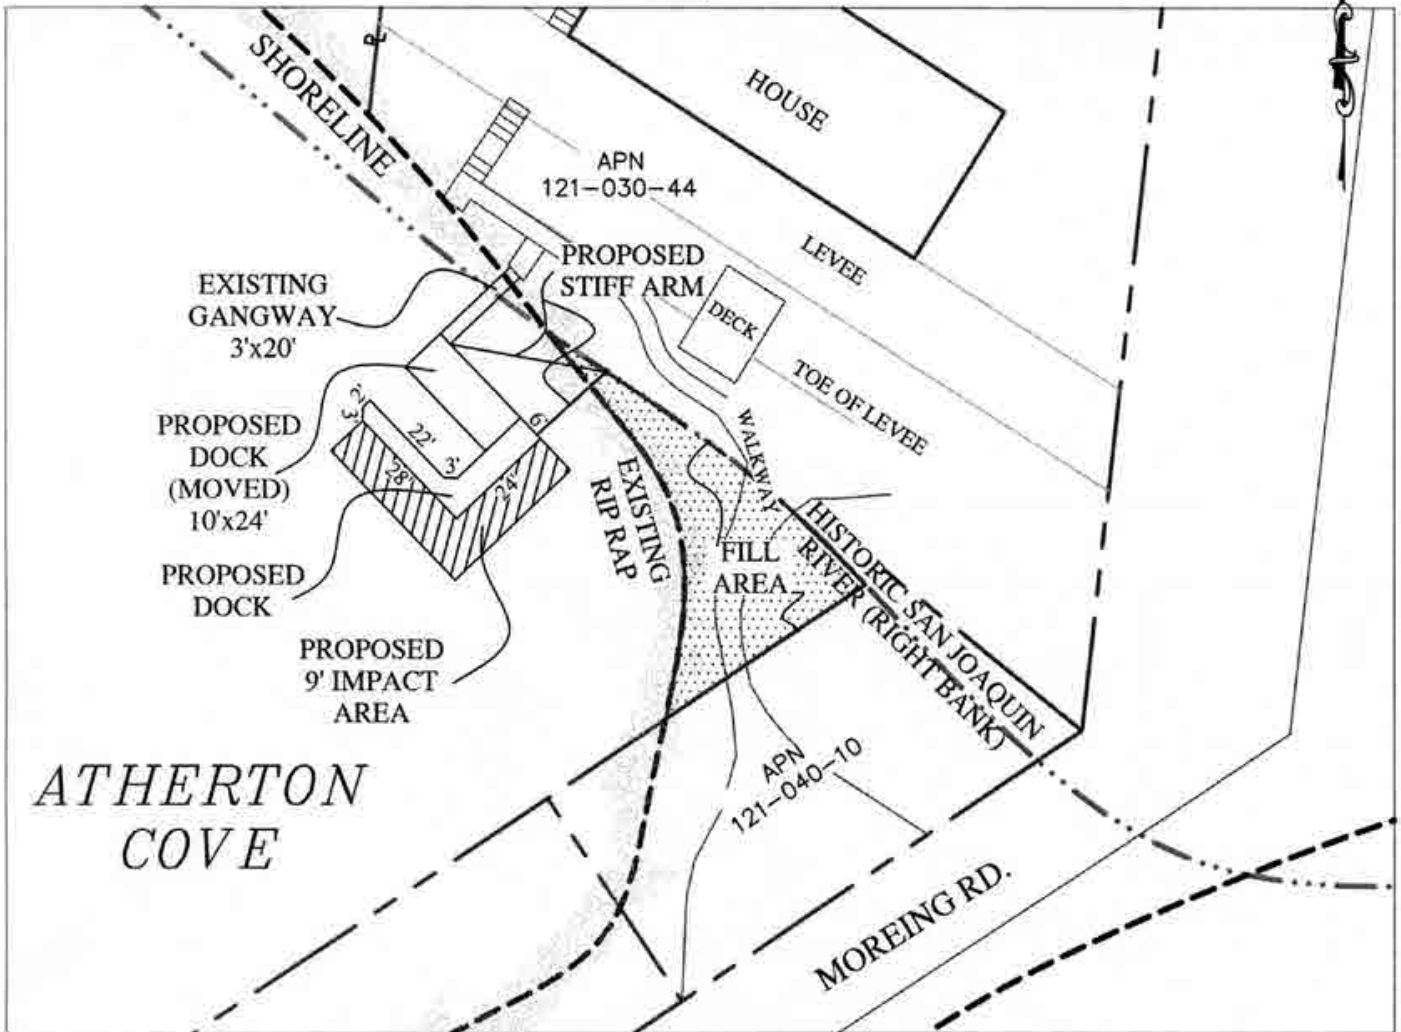 SHORELINE
HOUSE
APN
121-030-44
LEVEE
PROPOSED
STIFF ARM
EXISTING
GANGWAY
3'x20'
DECK
TOE OF LEVEE
WALKWAY
PROPOSED
DOCK
(MOVED)
10'x24'
2'
3'
22'
3'
6'
28'
24'
EXISTING
RIP RAP
PROPOSED
DOCK
FILL
AREA
HISTORIC SAN JOAQUIN
RIVER (RIGHT BANK)
PROPOSED
9' IMPACT
AREA
APN
121-040-10
ATHERTON
COVE
MOREING RD.